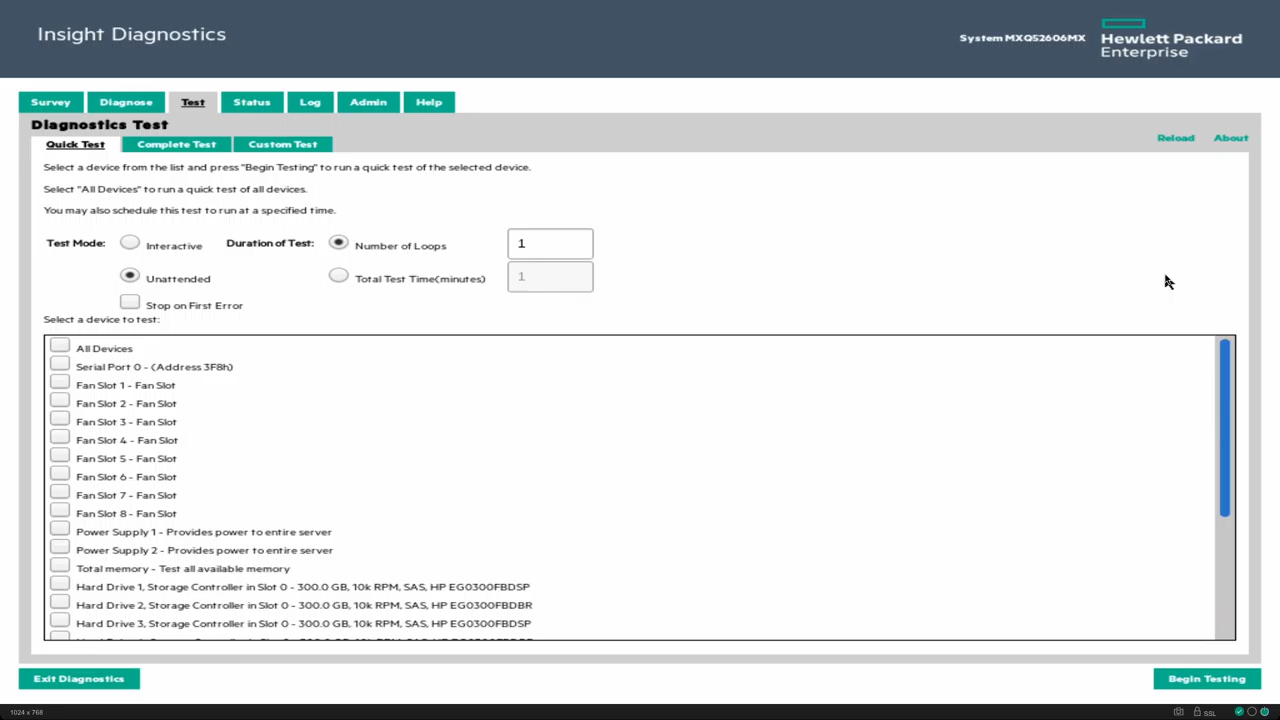 Insight Diagnostics
System MXQ52606MX
Hewlett Packard
Enterprise
Survey
Diagnose
Test
Status
Log
Admin
Help
Diagnostics Test
Reload
About
Quick Test
Complete Test
Custom Test
Select a device from the list and press "Begin Testing" to run a quick test of the selected device.
Select "All Devices" to run a quick test of all devices.
You may also schedule this test to run at a specified time.
Test Mode:
Interactive
Duration of Test:
Number of Loops
1
Unattended
Total Test Time(minutes)
1
Stop on First Error
Select a device to test:
All Devices
Serial Port 0 - (Address 3F8h)
Fan Slot 1 - Fan Slot
Fan Slot 2 - Fan Slot
Fan Slot 3 - Fan Slot
Fan Slot 4 - Fan Slot
Fan Slot 5 - Fan Slot
Fan Slot 6 - Fan Slot
Fan Slot 7 - Fan Slot
Fan Slot 8 - Fan Slot
Power Supply 1 - Provides power to entire server
Power Supply 2 - Provides power to entire server
Total memory - Test all available memory
Hard Drive 1, Storage Controller in Slot 0 - 300.0 GB, 10k RPM, SAS, HP EG0300FBDSP
Hard Drive 2, Storage Controller in Slot 0 - 300.0 GB, 10k RPM, SAS, HP EG0300FBDBR
Hard Drive 3, Storage Controller in Slot 0 - 300.0 GB, 10k RPM, SAS, HP EG0300FBDSP
Exit Diagnostics
Begin Testing
1024 x 768
SSL